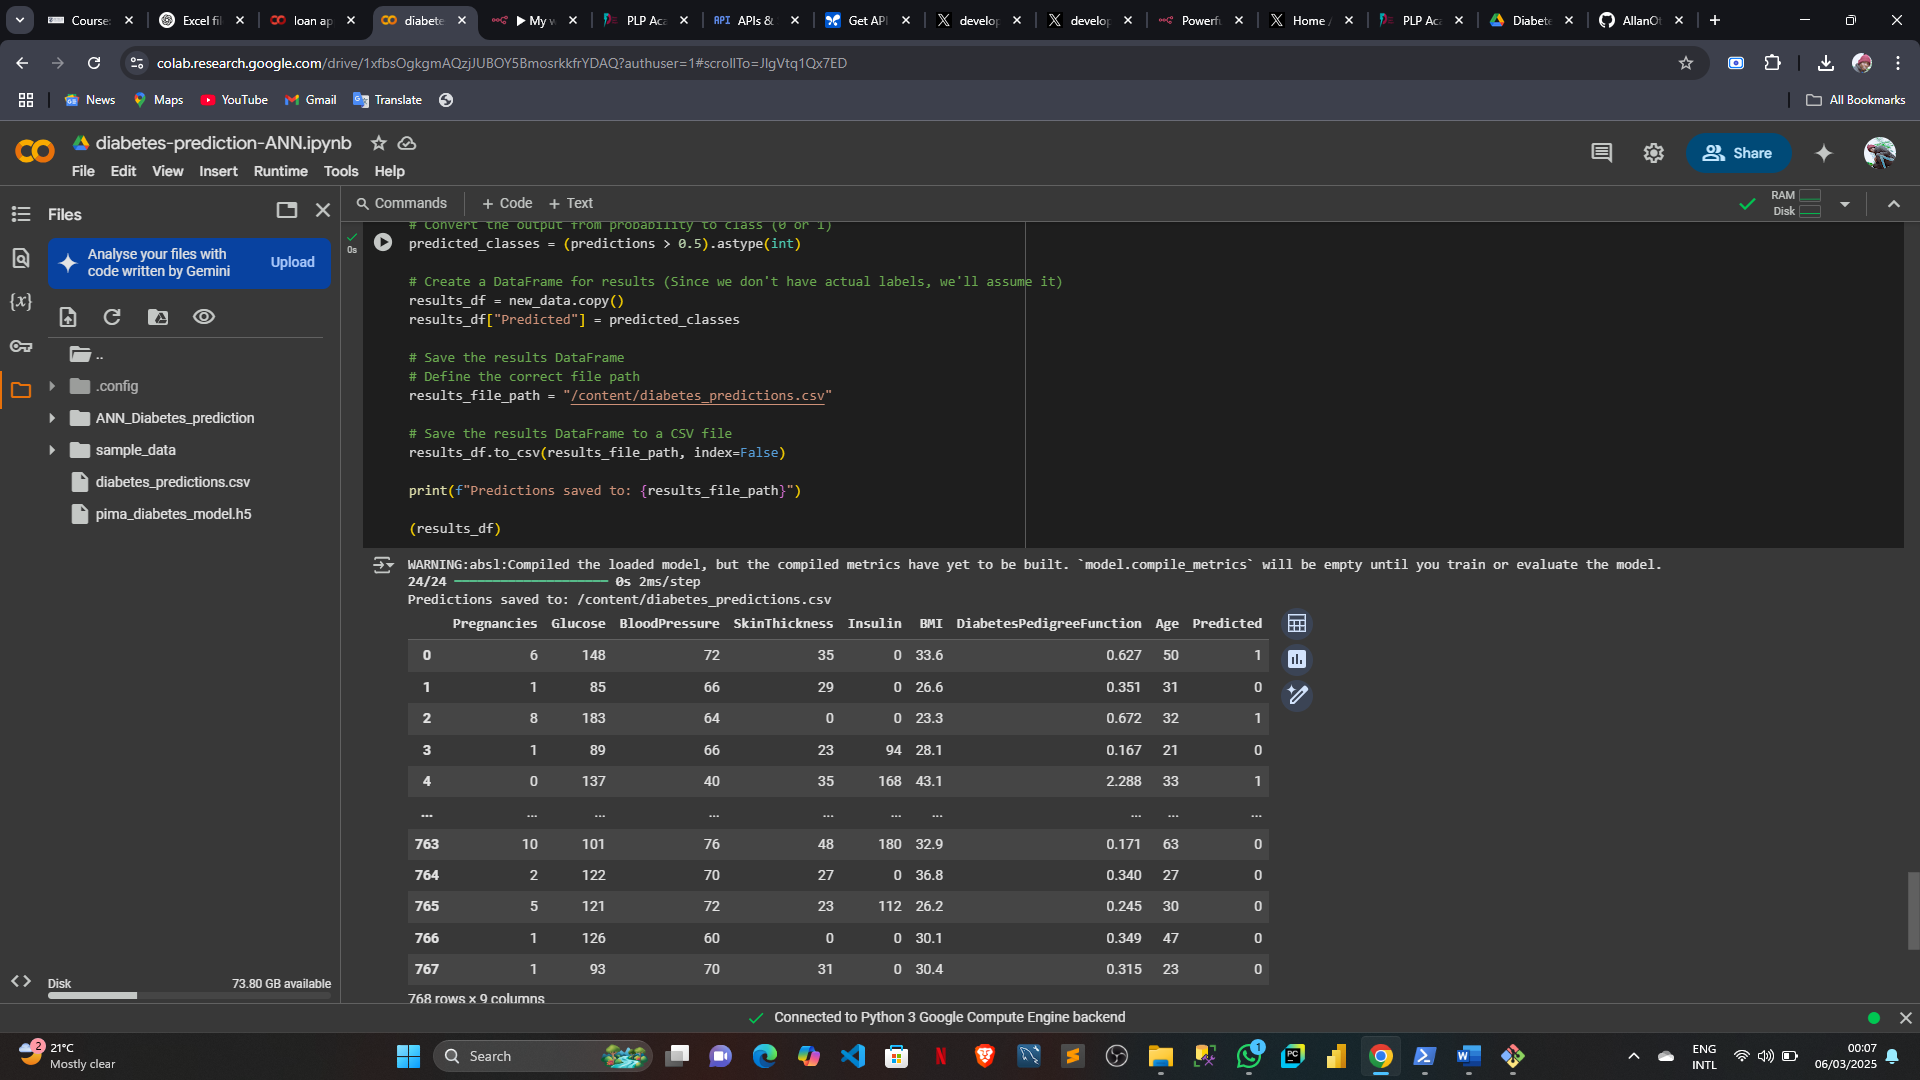 Course:
Excel fil
loan ap
diabete
My w
PLP Aca
API APIs &
Get API
develop
develop
Powerfu
Home /
PLP Aca
Diabete
AllanOt
colab.research.google.com/drive/1xfbsOgkgmAQzjJUBOY5BmosrkkfrYDAQ?authuser=1#scrollTo=JIgVtq1Qx7ED
News
Maps
YouTube
Gmail
Translate
All Bookmarks
diabetes-prediction-ANN.ipynb
File Edit View Insert Runtime Tools Help
Share
Files
Commands
+ Code + Text
RAM
Disk
Analyse your files with
code written by Gemini
Upload
..
.config
ANN_Diabetes_prediction
sample_data
diabetes_predictions.csv
pima_diabetes_model.h5
Disk
73.80 GB available
0s
# Convert the output from probability to class (0 or 1)
predicted_classes = (predictions > 0.5).astype(int)
# Create a DataFrame for results (Since we don't have actual labels, we'll assume it)
results_df = new_data.copy()
results_df["Predicted"] = predicted_classes
# Save the results DataFrame
# Define the correct file path
results_file_path = "/content/diabetes_predictions.csv"
# Save the results DataFrame to a CSV file
results_df.to_csv(results_file_path, index=False)
print(f"Predictions saved to: {results_file_path}")
(results_df)
WARNING:absl:Compiled the loaded model, but the compiled metrics have yet to be built. `model.compile_metrics` will be empty until you train or evaluate the model.
24/24 0s 2ms/step
Predictions saved to: /content/diabetes_predictions.csv
Pregnancies Glucose BloodPressure SkinThickness Insulin BMI DiabetesPedigreeFunction Age Predicted
0 6 148 72 35 0 33.6 0.627 50 1
1 1 85 66 29 0 26.6 0.351 31 0
2 8 183 64 0 0 23.3 0.672 32 1
3 1 89 66 23 94 28.1 0.167 21 0
4 0 137 40 35 168 43.1 2.288 33 1
... ... ... ... ... ... ... ... ... ...
763 10 101 76 48 180 32.9 0.171 63 0
764 2 122 70 27 0 36.8 0.340 27 0
765 5 121 72 23 112 26.2 0.245 30 0
766 1 126 60 0 0 30.1 0.349 47 0
767 1 93 70 31 0 30.4 0.315 23 0
768 rows × 9 columns
Connected to Python 3 Google Compute Engine backend
2
21°C
Mostly clear
Search
1
ENG
INTL
00:07
06/03/2025